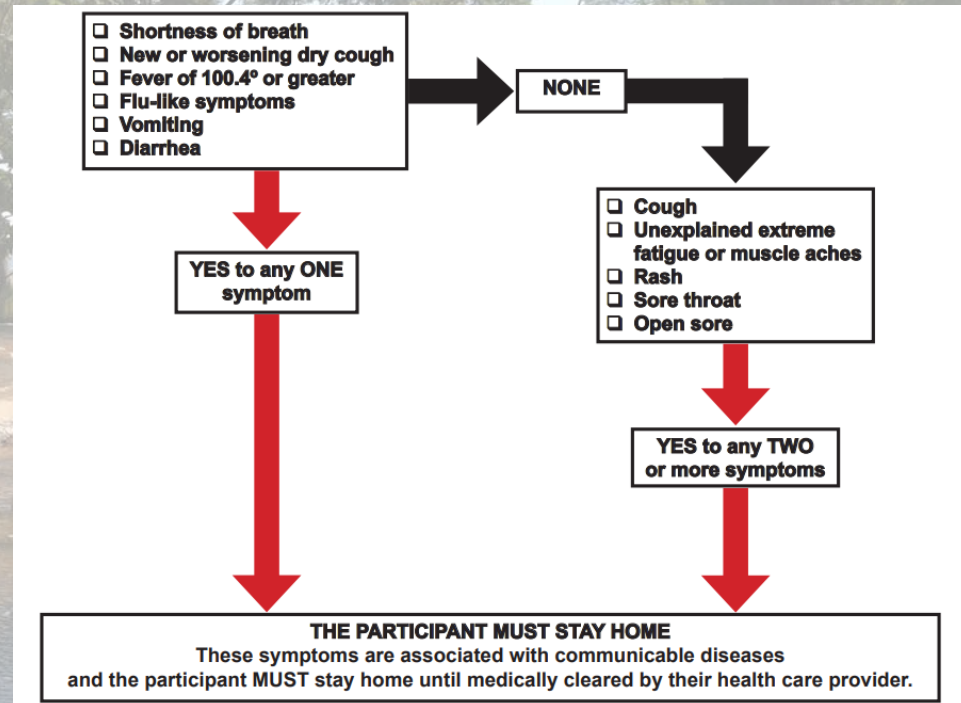 Shortness of breath
New or worsening dry cough
Fever of 100.4º or greater
Flu-like symptoms
Vomiting
Diarrhea
NONE
Cough
Unexplained extreme
fatigue or muscle aches
Rash
Sore throat
Open sore
YES to any ONE
symptom
YES to any TWO
or more symptoms
THE PARTICIPANT MUST STAY HOME
These symptoms are associated with communicable diseases
and the participant MUST stay home until medically cleared by their health care provider.